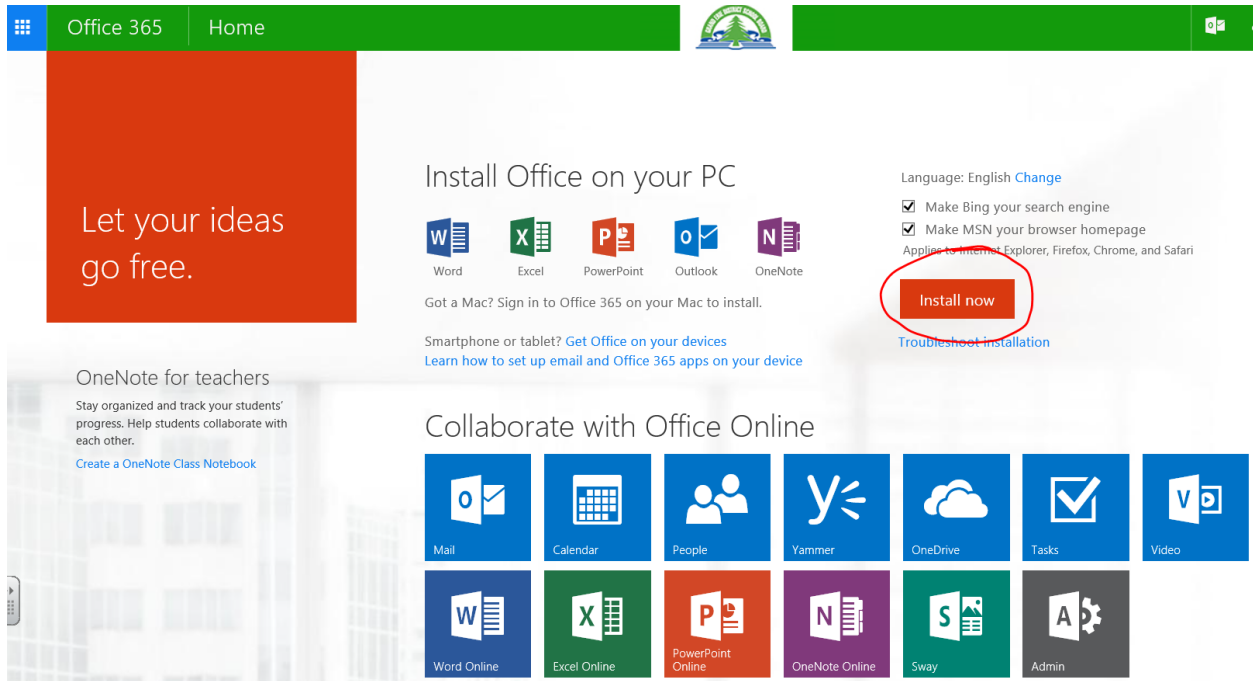 Office 365
Home
Let your ideas
go free.
Install Office on your PC
Word
Excel
PowerPoint
Outlook
OneNote
Got a Mac? Sign in to Office 365 on your Mac to install.
Smartphone or tablet? Get Office on your devices
Learn how to set up email and Office 365 apps on your device
Language: English Change
Make Bing your search engine
Make MSN your browser homepage
Applies to Internet Explorer, Firefox, Chrome, and Safari
Install now
Troubleshoot installation
OneNote for teachers
Stay organized and track your students'
progress. Help students collaborate with
each other.
Create a OneNote Class Notebook
Collaborate with Office Online
Mail
Calendar
People
Yammer
OneDrive
Tasks
Video
Word Online
Excel Online
PowerPoint
Online
OneNote Online
Sway
Admin